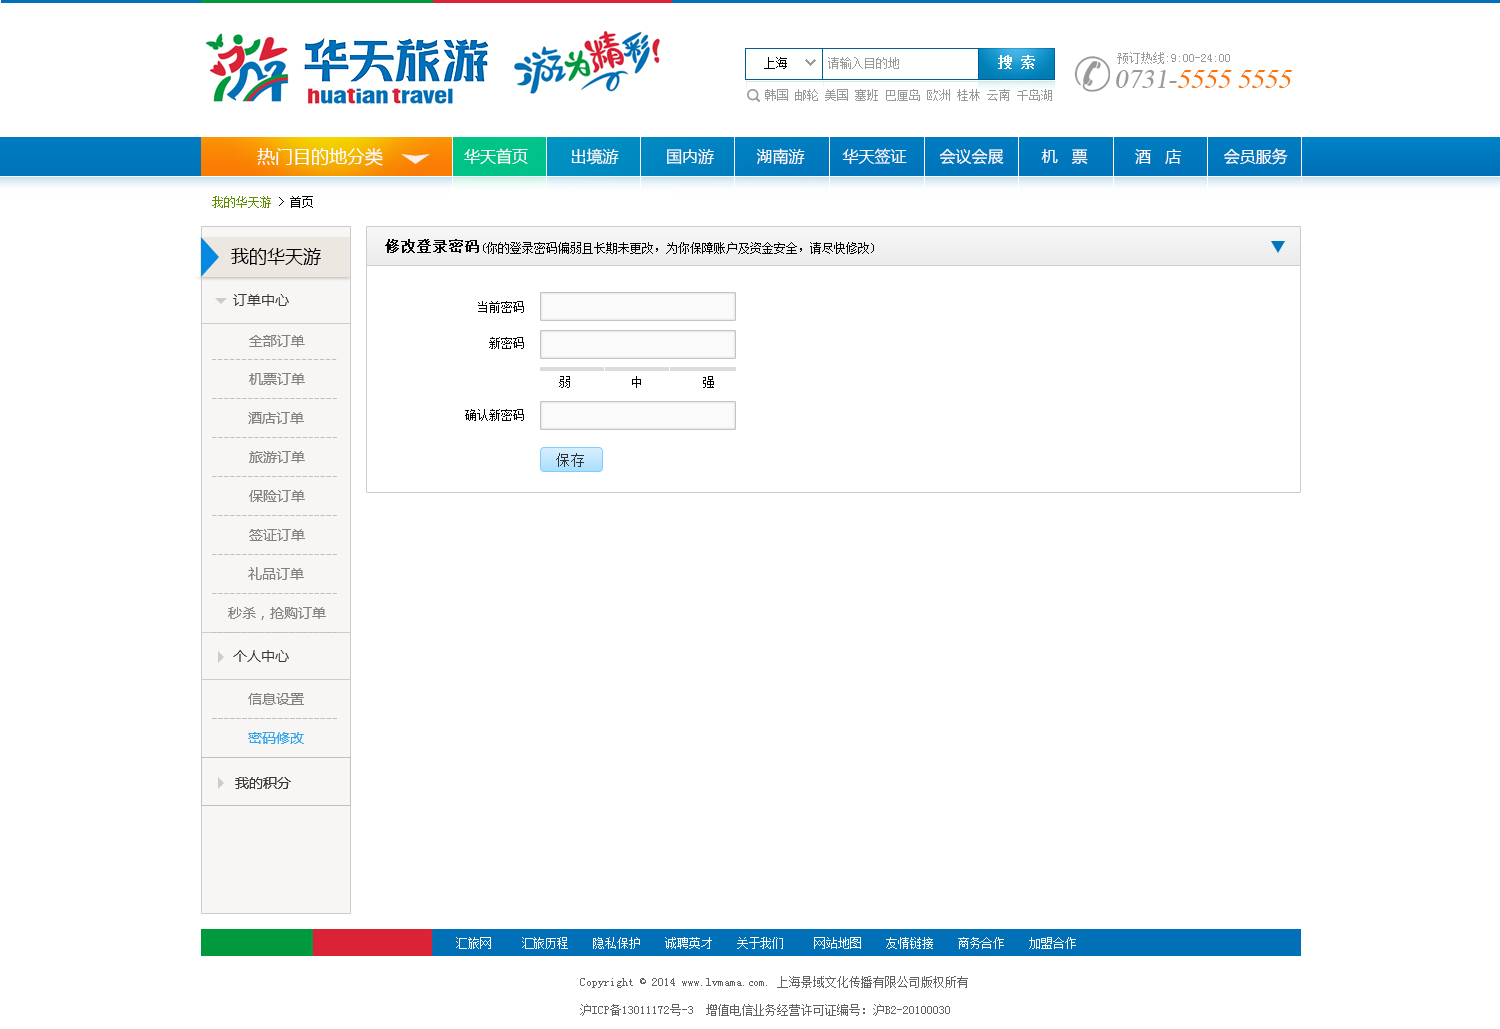 华天旅游
huatian travel
游为精彩!
上海 请输入目的地 搜 索
韩国 邮轮 美国 塞班 巴厘岛 欧洲 桂林 云南 千岛湖
预订热线:9:00-24:00
0731-5555 5555
热门目的地分类 华天首页 出境游 国内游 湖南游 华天签证 会议会展 机 票 酒 店 会员服务
我的华天游 > 首页
我的华天游
订单中心
全部订单
机票订单
酒店订单
旅游订单
保险订单
签证订单
礼品订单
秒杀，抢购订单
个人中心
信息设置
密码修改
我的积分
修改登录密码(你的登录密码偏弱且长期未更改，为你保障账户及资金安全，请尽快修改)
当前密码
新密码
弱 中 强
确认新密码
保存
汇旅网 汇旅历程 隐私保护 诚聘英才 关于我们 网站地图 友情链接 商务合作 加盟合作
Copyright © 2014 www.lvmama.com. 上海景域文化传播有限公司版权所有
沪ICP备13011172号-3 增值电信业务经营许可证编号：沪B2-20100030